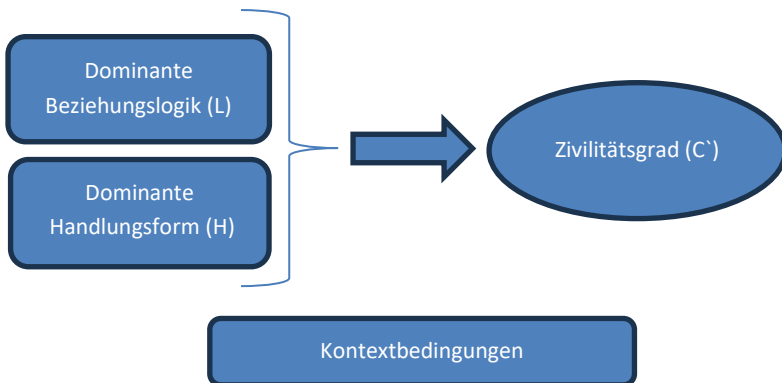 Dominante
Beziehungslogik (L)
Dominante
Handlungsform (H)
Zivilitätsgrad (C`)
Kontextbedingungen